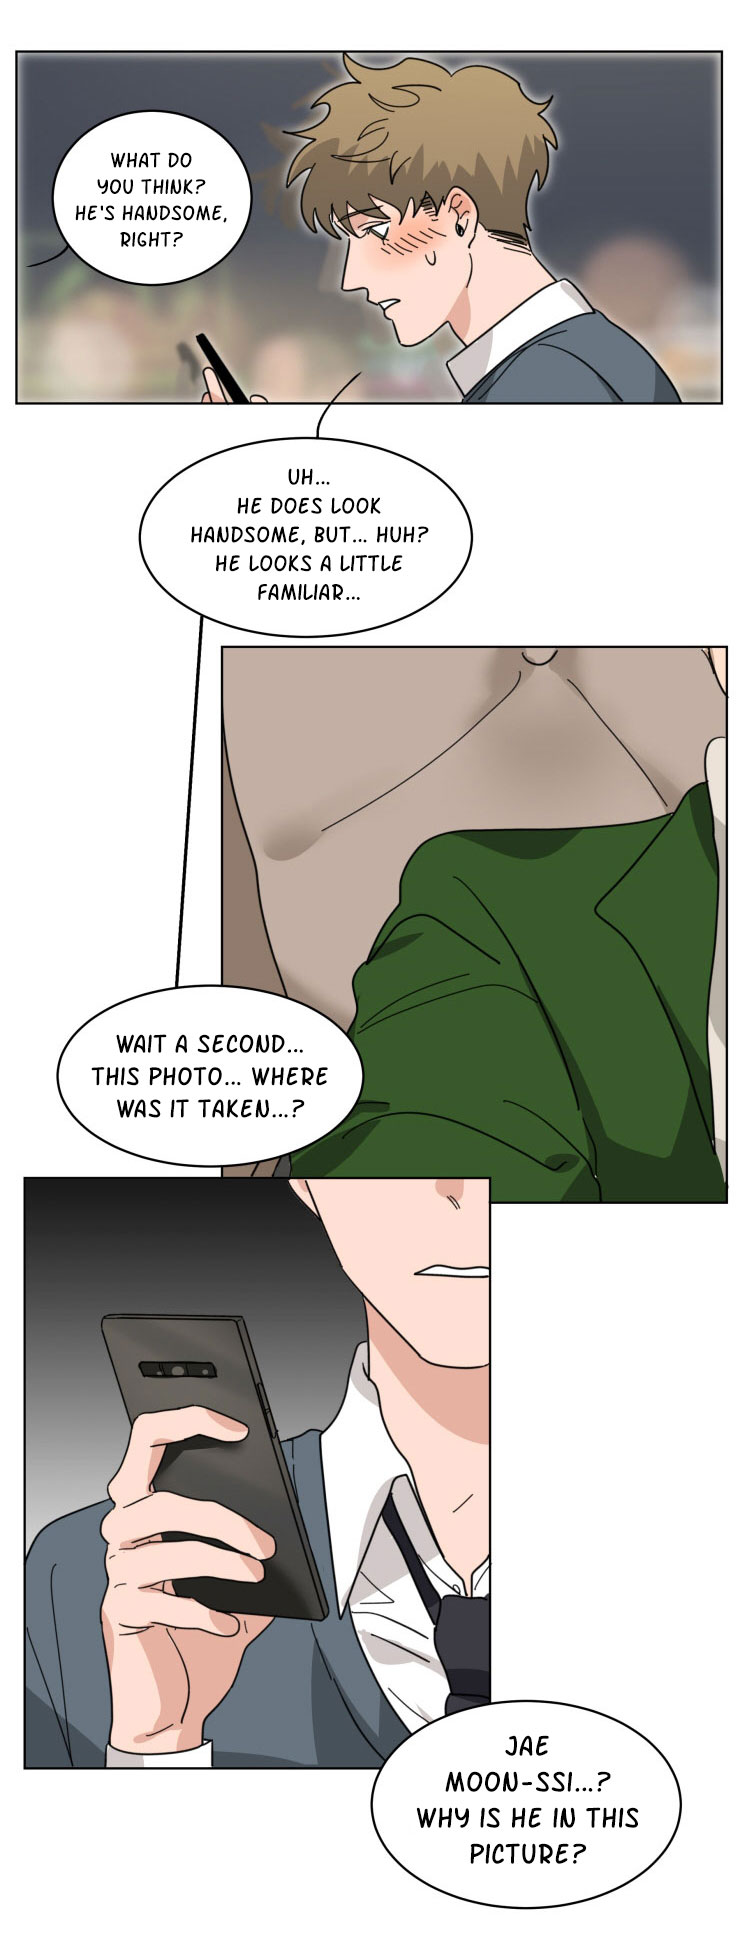 WHAT DO
YOU THINK?
HE'S HANDSOME,
RIGHT?
UH...
HE DOES LOOK
HANDSOME, BUT... HUH?
HE LOOKS A LITTLE
FAMILIAR...
WAIT A SECOND...
THIS PHOTO... WHERE
WAS IT TAKEN...?
JAE
MOON-SSI...?
WHY IS HE IN THIS
PICTURE?